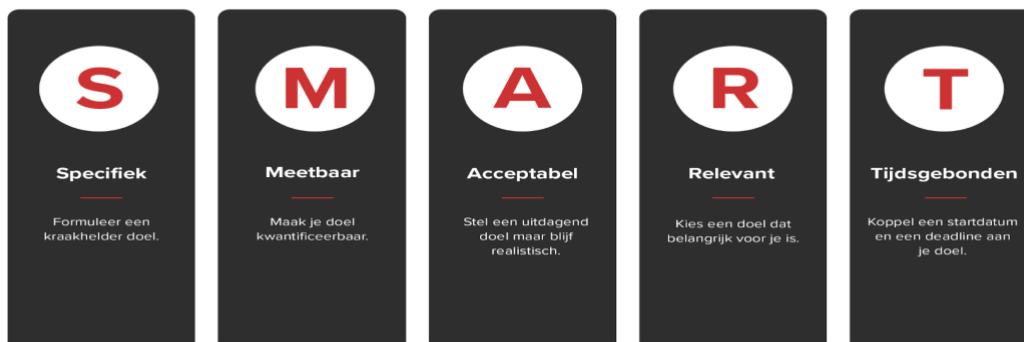 S
Specifiek
Formuleer een
kraakhelder doel.
M
Meetbaar
Maak je doel
kwantificeerbaar.
A
Acceptabel
Stel een uitdagend
doel maar blijf
realistisch.
R
Relevant
Kies een doel dat
belangrijk voor je is.
T
Tijdsgebonden
Koppel een startdatum
en een deadline aan
je doel.